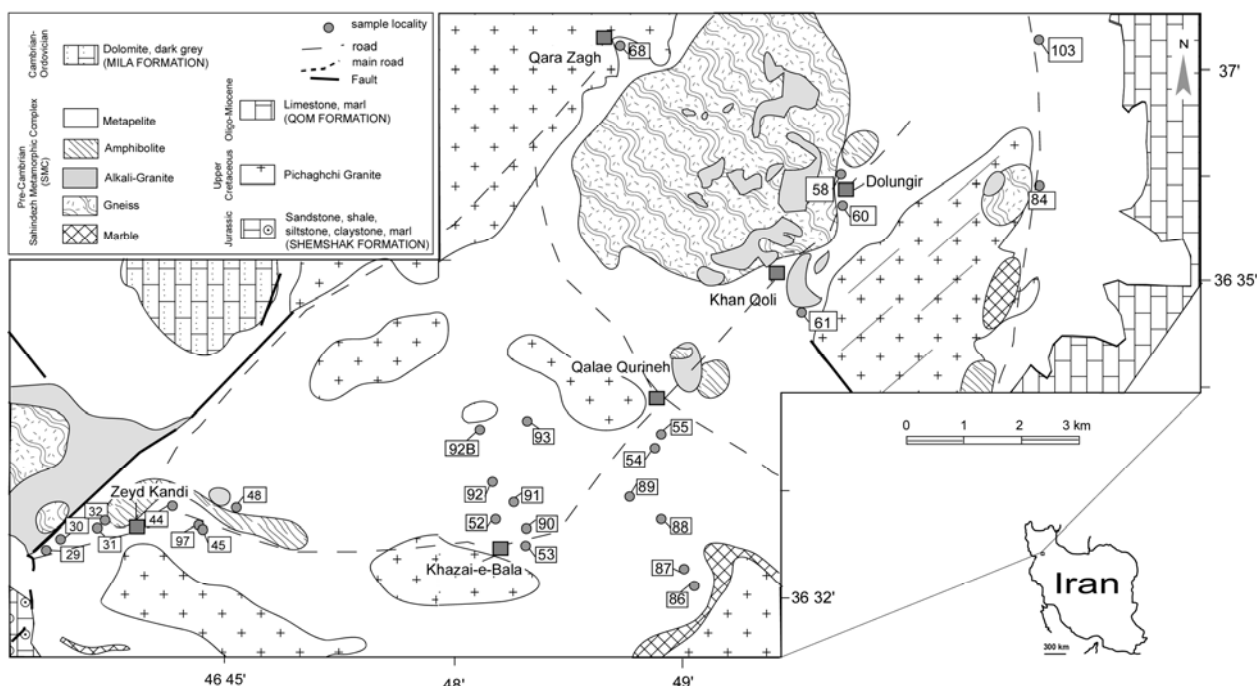 Cambrian-
Ordovician
Dolomite, dark grey
(MILA FORMATION)
Pre-Cambrian
Sahindezh Metamorphic Complex
(SMC)
Metapelite
Amphibolite
Alkali-Granite
Gneiss
Marble
sample locality
road
main road
Fault
Oligo-Miocene
Limestone, marl
(QOM FORMATION)
Upper
Cretaceous
Pichaghchi Granite
Jurassic
Sandstone, shale,
siltstone, claystone, marl
(SHEMSHAK FORMATION)
Qara Zagh
68
103
N
37'
58
Dolungir
60
84
Khan Qoli
36 35'
61
Qalae Qurineh
92B
93
55
54
0 1 2 3 km
Zeyd Kandi
48
92
91
89
32
44
30
52
90
88
31
97
45
29
53
Khazai-e-Bala
87
86
36 32'
Iran
300 km
46 45'
48'
49'